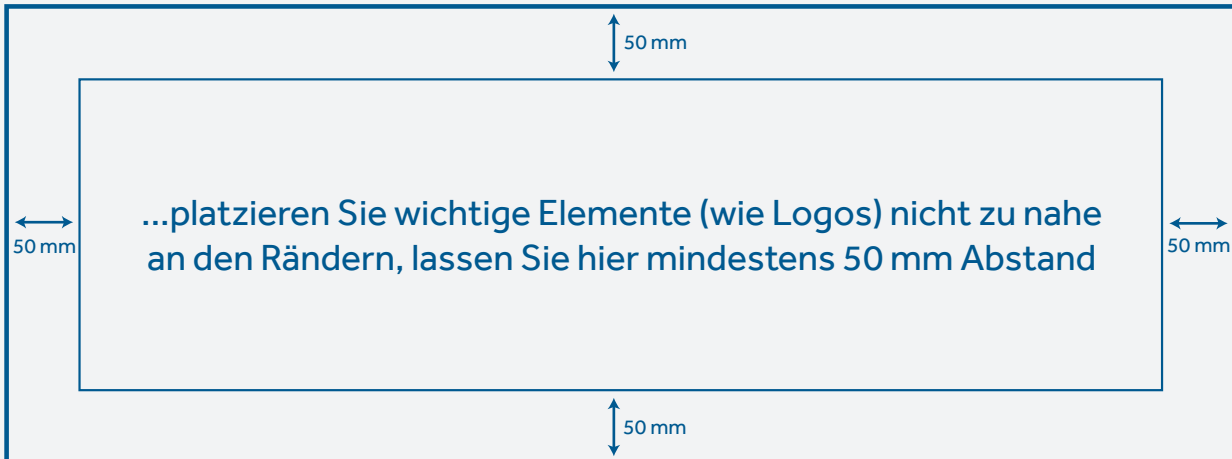 50 mm
...platzieren Sie wichtige Elemente (wie Logos) nicht zu nahe
an den Rändern, lassen Sie hier mindestens 50 mm Abstand
50 mm
50 mm
50 mm